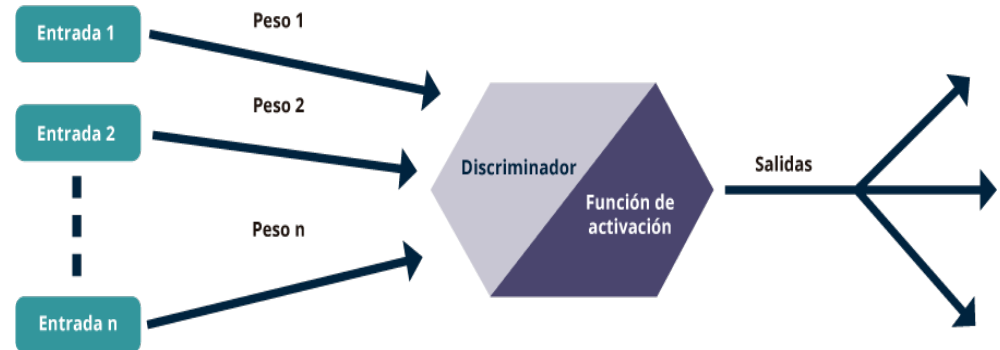 Entrada 1
Peso 1
Entrada 2
Peso 2
Entrada n
Peso n
Discriminador
Función de
activación
Salidas